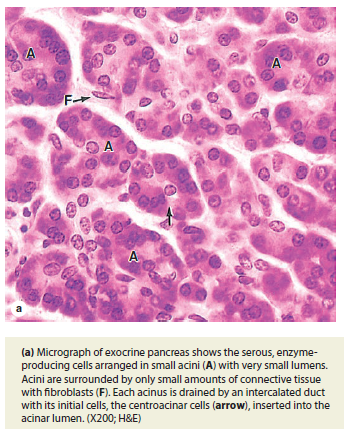 A
A
F
A
A
a
(a) Micrograph of exocrine pancreas shows the serous, enzyme-
producing cells arranged in small acini (A) with very small lumens.
Acini are surrounded by only small amounts of connective tissue
with fibroblasts (F). Each acinus is drained by an intercalated duct
with its initial cells, the centroacinar cells (arrow), inserted into the
acinar lumen. (X200; H&E)